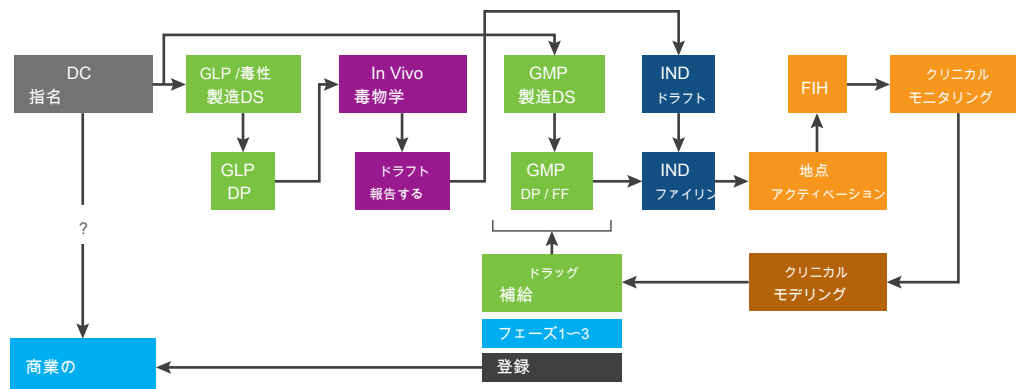 DC
指名
GLP /毒性
製造DS
In Vivo
毒物学
GMP
製造DS
IND
ドラフト
FIH
クリニカル
モニタリング
GLP
DP
ドラフト
報告する
GMP
DP / FF
IND
ファイリン
地点
アクティベーション
?
ドラッグ
補給
クリニカル
モデリング
フェーズ1〜3
商業の
登録